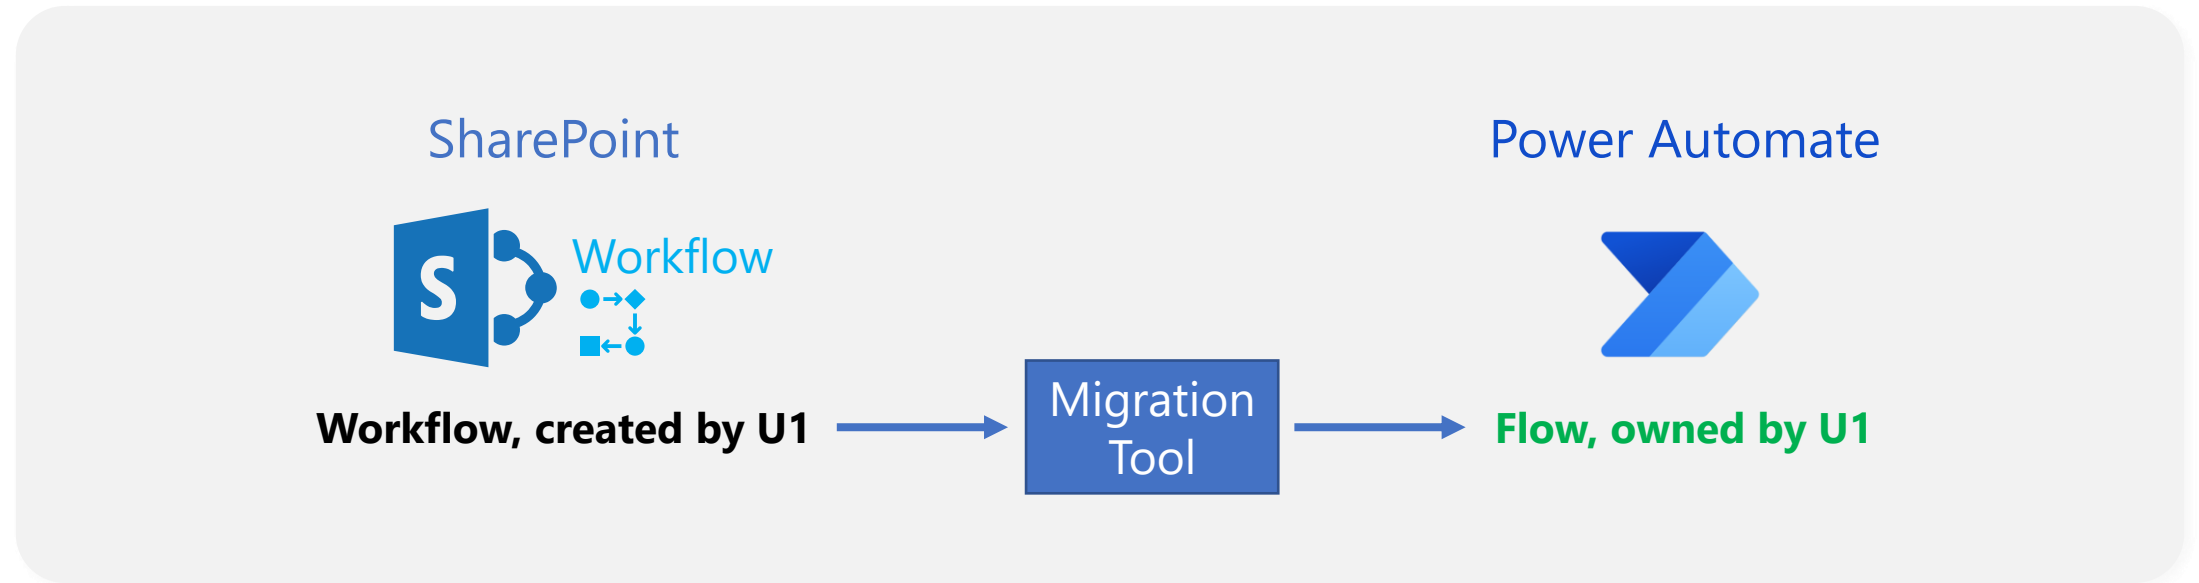 SharePoint
Power Automate
S
Workflow
Workflow, created by U1
Migration
Tool
Flow, owned by U1